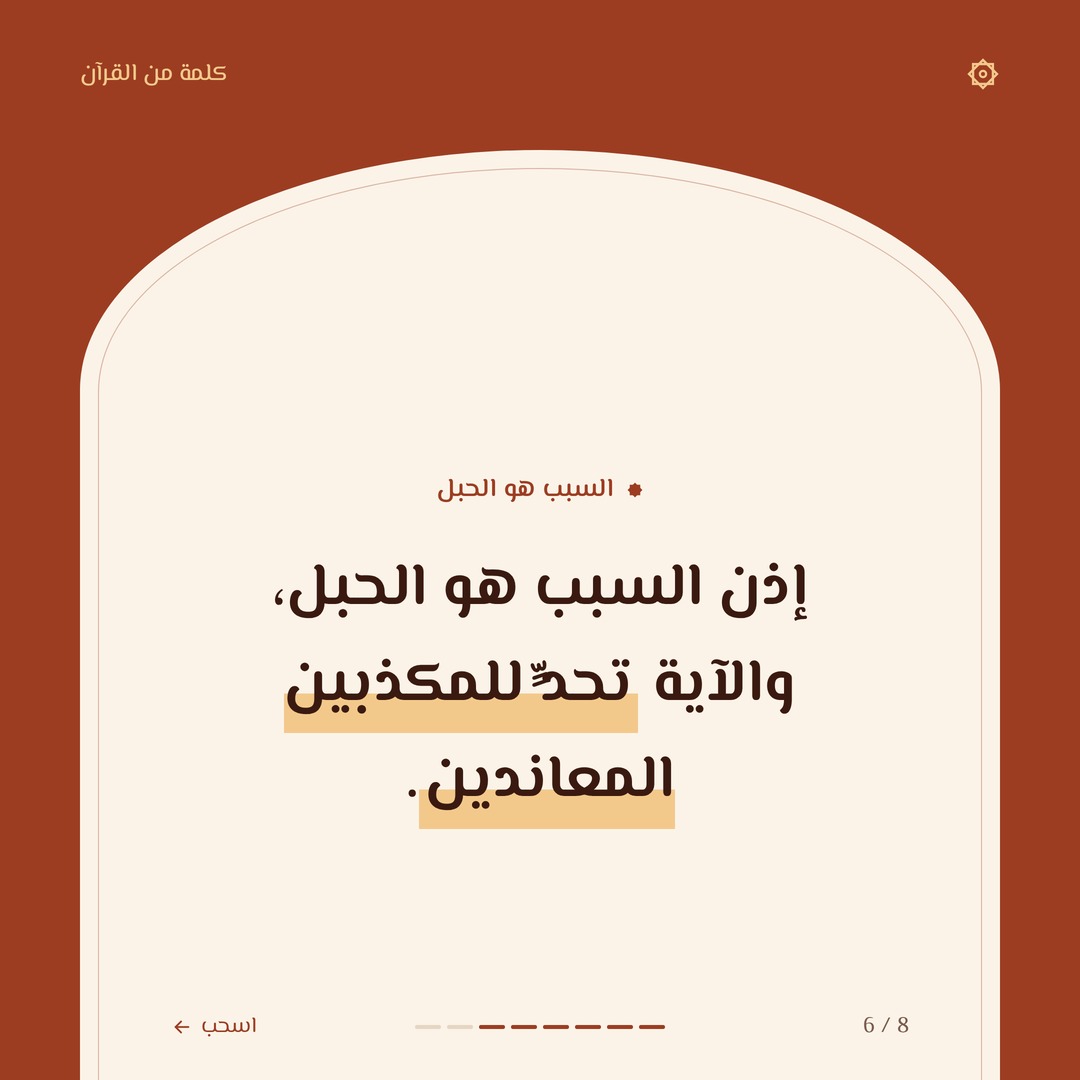 كلمة من القرآن
السبب هو الحبل
إذن السبب هو الحبل،
والآية تحدٍّ للمكذبين
المعاندين.
6 / 8
اسحب ←